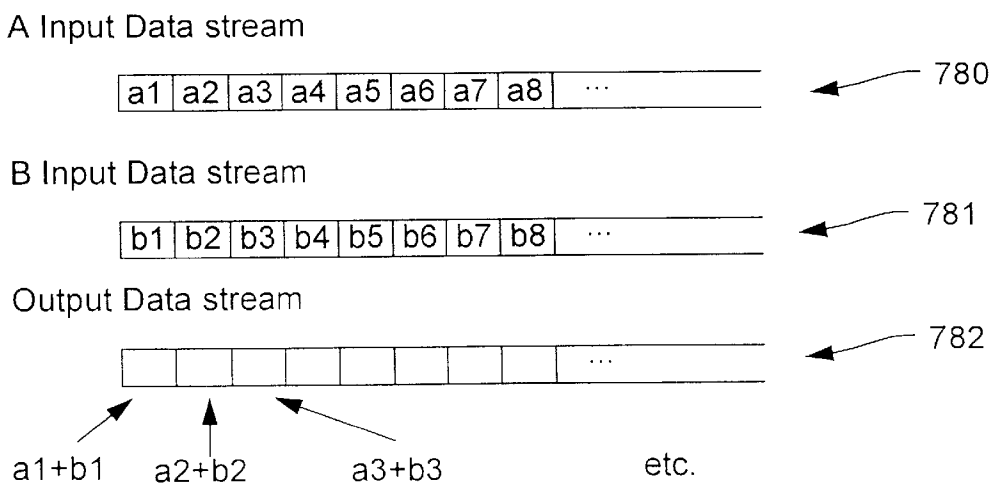 A Input Data stream
a1 a2 a3 a4 a5 a6 a7 a8 ... 780
B Input Data stream
b1 b2 b3 b4 b5 b6 b7 b8 ... 781
Output Data stream
... 782
a1+b1 a2+b2 a3+b3 etc.